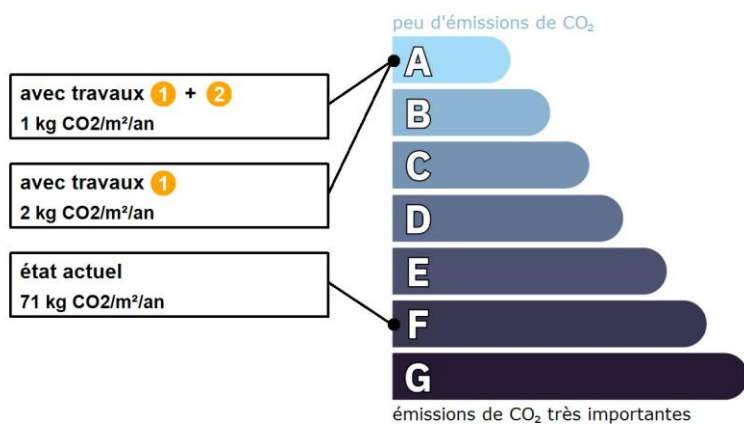 peu d'émissions de CO₂
avec travaux 1 + 2
1 kg CO2/m²/an
avec travaux 1
2 kg CO2/m²/an
état actuel
71 kg CO2/m²/an
A
B
C
D
E
F
G
émissions de CO₂ très importantes